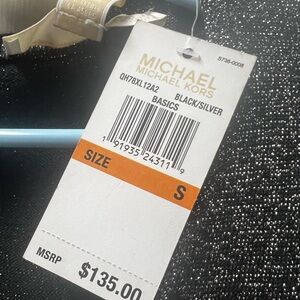 5736-0008
MICHAEL
MICHAEL KORS
QH78XL12A2 BLACK/SILVER
BASICS
1 91935 24311 9
SIZE S
MSRP $135.00